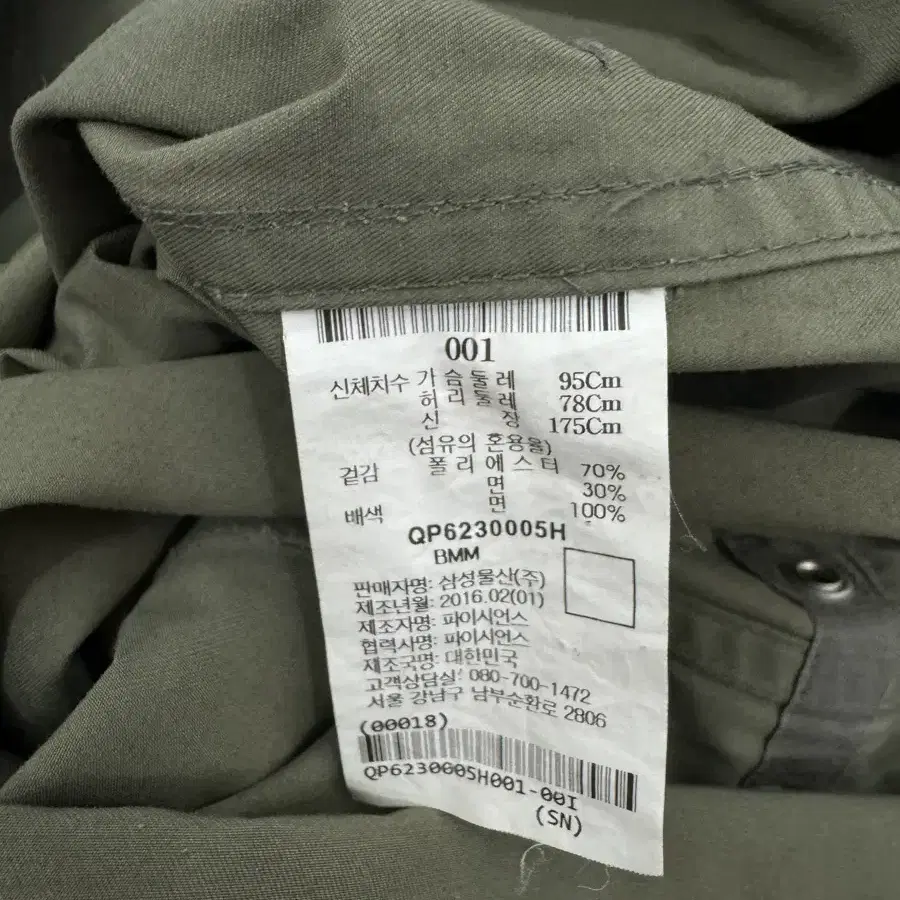 001
신체치수 가 슴 둘 레 95Cm
허 리 둘 레 78Cm
신 장 175Cm
(섬유의 혼용율)
겉감 폴 리 에 스 터 70%
면 30%
배색 면 100%
QP6230005H
BMM
판매자명: 삼성물산(주)
제조년월: 2016.02(01)
제조자명: 파이시언스
협력사명: 파이시언스
제조국명: 대한민국
고객상담실: 080-700-1472
서울 강남구 남부순환로 2806
(00018)
QP6230005H001-00I
(SN)